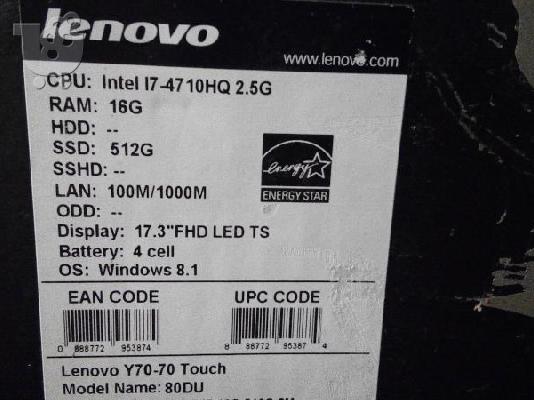 lenovo
www.lenovo.com
CPU: Intel I7-4710HQ 2.5G
RAM: 16G
HDD: --
SSD: 512G
SSHD: --
LAN: 100M/1000M
ODD: --
Display: 17.3"FHD LED TS
Battery: 4 cell
OS: Windows 8.1
energy
ENERGY STAR
EAN CODE
UPC CODE
0 888772 953874
8 88772 95387 4
Lenovo Y70-70 Touch
Model Name: 80DU